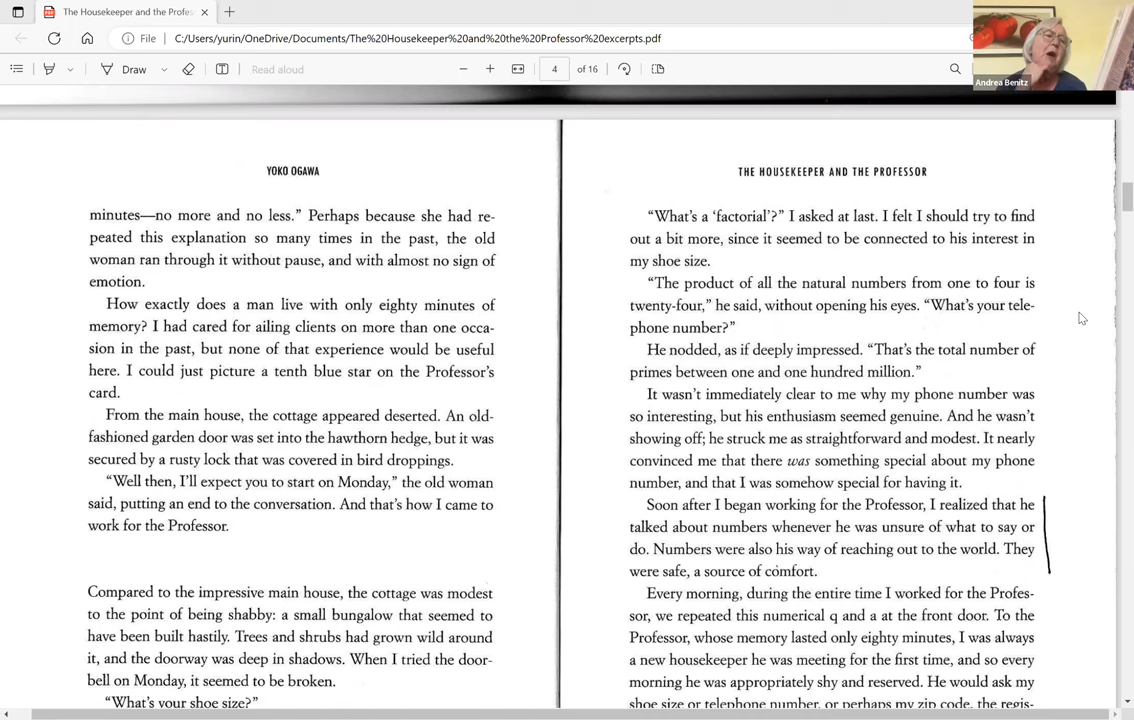 The Housekeeper and the Profes
File
C:/Users/yurin/OneDrive/Documents/The%20Housekeeper%20and%20the%20Professor%20excerpts.pdf
Draw
Read aloud
4
of 16
Andrea Benitz
YOKO OGAWA
minutes—no more and no less.” Perhaps because she had re-
peated this explanation so many times in the past, the old
woman ran through it without pause, and with almost no sign of
emotion.
How exactly does a man live with only eighty minutes of
memory? I had cared for ailing clients on more than one occa-
sion in the past, but none of that experience would be useful
here. I could just picture a tenth blue star on the Professor’s
card.
From the main house, the cottage appeared deserted. An old-
fashioned garden door was set into the hawthorn hedge, but it was
secured by a rusty lock that was covered in bird droppings.
“Well then, I’ll expect you to start on Monday,” the old woman
said, putting an end to the conversation. And that’s how I came to
work for the Professor.
Compared to the impressive main house, the cottage was modest
to the point of being shabby: a small bungalow that seemed to
have been built hastily. Trees and shrubs had grown wild around
it, and the doorway was deep in shadows. When I tried the door-
bell on Monday, it seemed to be broken.
“What’s your shoe size?”
THE HOUSEKEEPER AND THE PROFESSOR
“What’s a ‘factorial’?” I asked at last. I felt I should try to find
out a bit more, since it seemed to be connected to his interest in
my shoe size.
“The product of all the natural numbers from one to four is
twenty-four,” he said, without opening his eyes. “What’s your tele-
phone number?”
He nodded, as if deeply impressed. “That’s the total number of
primes between one and one hundred million.”
It wasn’t immediately clear to me why my phone number was
so interesting, but his enthusiasm seemed genuine. And he wasn’t
showing off; he struck me as straightforward and modest. It nearly
convinced me that there was something special about my phone
number, and that I was somehow special for having it.
Soon after I began working for the Professor, I realized that he
talked about numbers whenever he was unsure of what to say or
do. Numbers were also his way of reaching out to the world. They
were safe, a source of comfort.
Every morning, during the entire time I worked for the Profes-
sor, we repeated this numerical q and a at the front door. To the
Professor, whose memory lasted only eighty minutes, I was always
a new housekeeper he was meeting for the first time, and so every
morning he was appropriately shy and reserved. He would ask my
shoe size or telephone number, or perhaps my zip code, the regis-